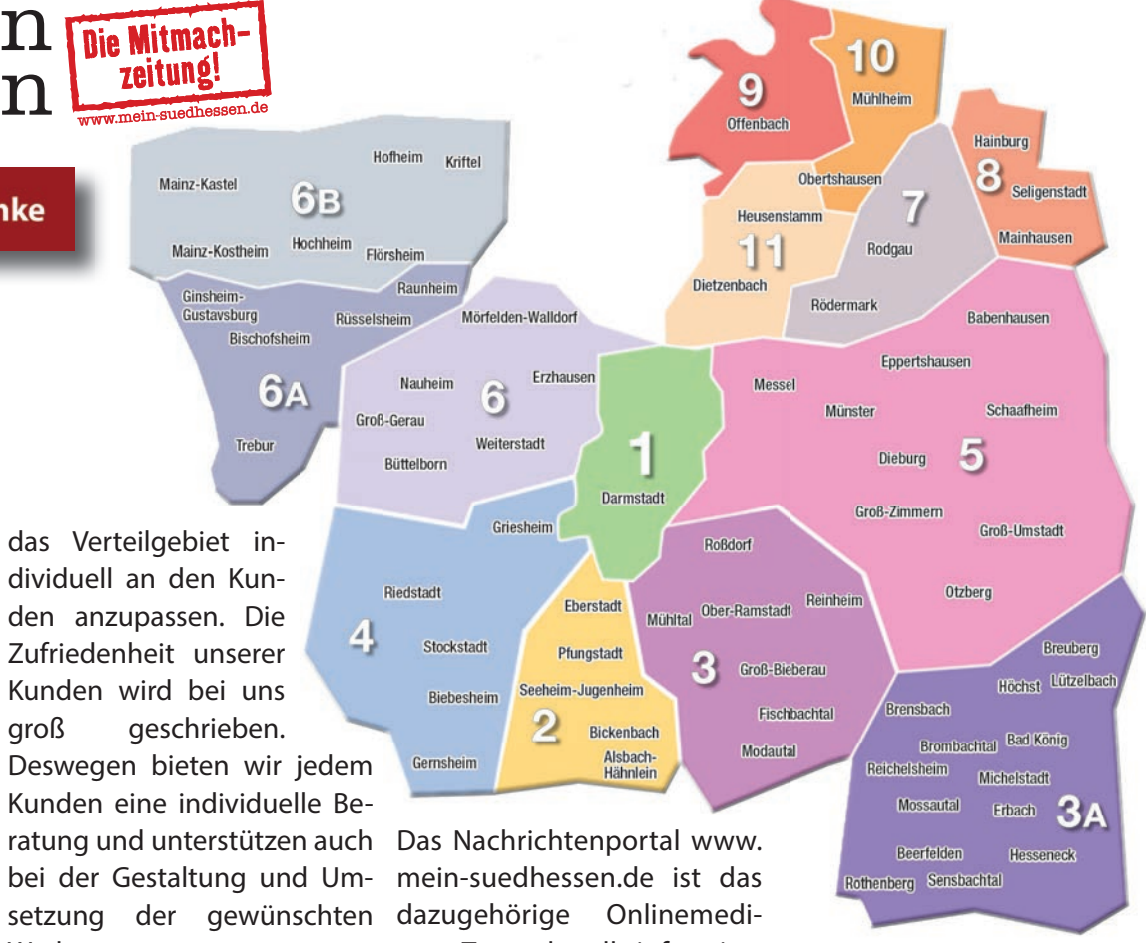 n
n
Die Mitmach-
zeitung!
www.mein-suedhessen.de
nke
9
Offenbach
10
Mühlheim
Obertshausen
Hainburg
8
Seligenstadt
Mainhausen
7
Rodgau
Rödermark
Heusenstamm
11
Dietzenbach
Hofheim
Kriftel
Mainz-Kastel
6B
Mainz-Kostheim
Hochheim
Flörsheim
Ginsheim-
Gustavsburg
Raunheim
Rüsselsheim
Bischofsheim
6A
Trebur
Mörfelden-Walldorf
Nauheim
Erzhausen
6
Groß-Gerau
Weiterstadt
Büttelborn
1
Darmstadt
Babenhausen
Eppertshausen
Messel
Münster
Schaafheim
Dieburg
5
Groß-Zimmern
Groß-Umstadt
Otzberg
Griesheim
Riedstadt
4
Stockstadt
Biebesheim
Gernsheim
Eberstadt
Pfungstadt
Seeheim-Jugenheim
2
Bickenbach
Alsbach-
Hähnlein
Roßdorf
Reinheim
Mühltal
Ober-Ramstadt
3
Groß-Bieberau
Fischbachtal
Modautal
Breuberg
Höchst
Lützelbach
Brensbach
Brombachtal
Bad König
Reichelsheim
Michelstadt
Mossautal
Erbach
3A
Beerfelden
Hesseneck
Rothenberg
Sensbachtal
das Verteilgebiet in-
dividuell an den Kun-
den anzupassen. Die
Zufriedenheit unserer
Kunden wird bei uns
groß geschrieben.
Deswegen bieten wir jedem
Kunden eine individuelle Be-
ratung und unterstützen auch
bei der Gestaltung und Um-
setzung der gewünschten
Das Nachrichtenportal www.
mein-suedhessen.de ist das
dazugehörige Onlinemedi-